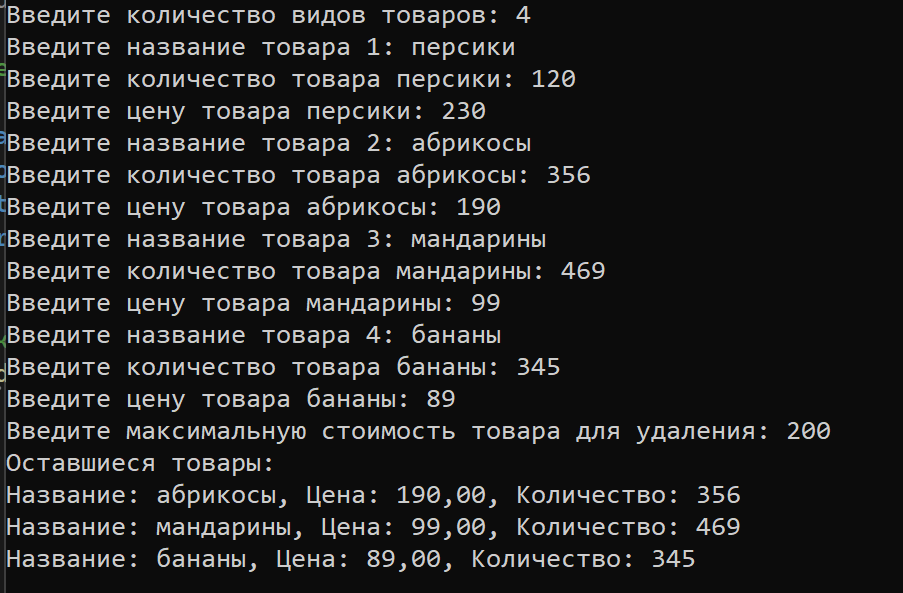 Введите количество видов товаров: 4
Введите название товара 1: персики
Введите количество товара персики: 120
Введите цену товара персики: 230
Введите название товара 2: абрикосы
Введите количество товара абрикосы: 356
Введите цену товара абрикосы: 190
Введите название товара 3: мандарины
Введите количество товара мандарины: 469
Введите цену товара мандарины: 99
Введите название товара 4: бананы
Введите количество товара бананы: 345
Введите цену товара бананы: 89
Введите максимальную стоимость товара для удаления: 200
Оставшиеся товары:
Название: абрикосы, Цена: 190,00, Количество: 356
Название: мандарины, Цена: 99,00, Количество: 469
Название: бананы, Цена: 89,00, Количество: 345